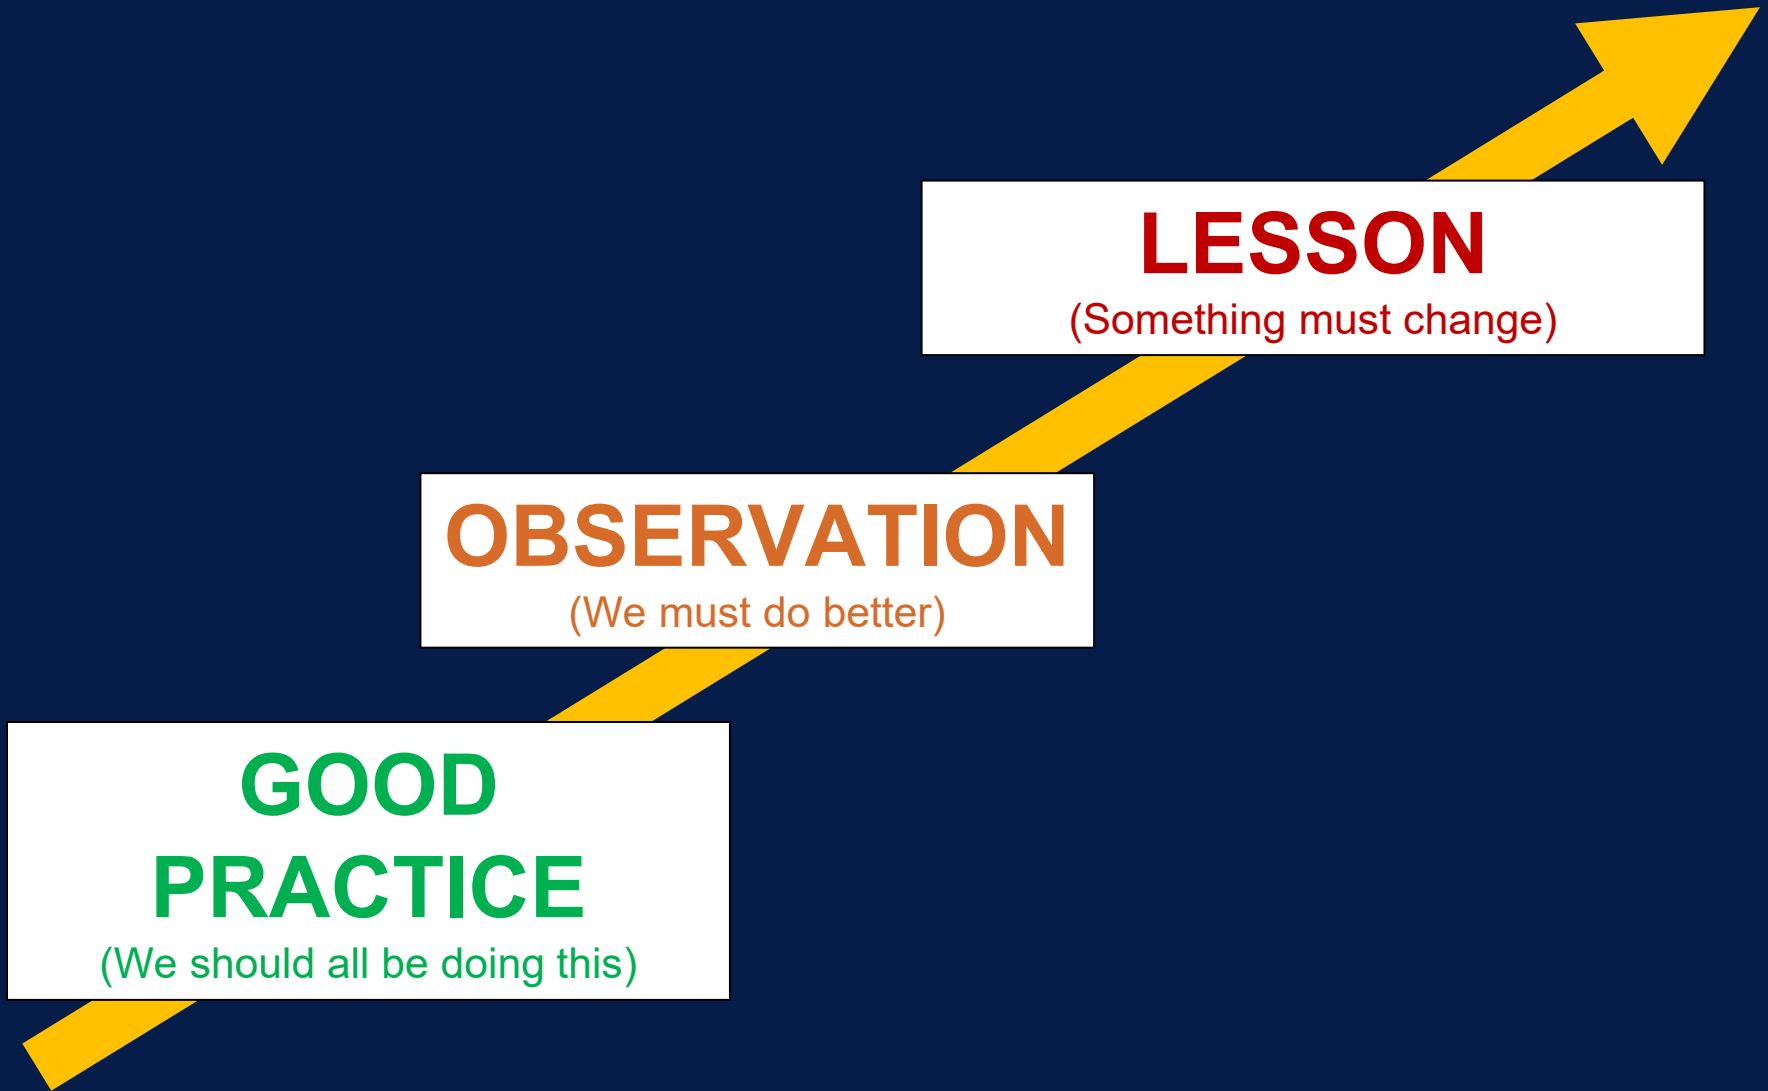 LESSON
(Something must change)
OBSERVATION
(We must do better)
GOOD
PRACTICE
(We should all be doing this)